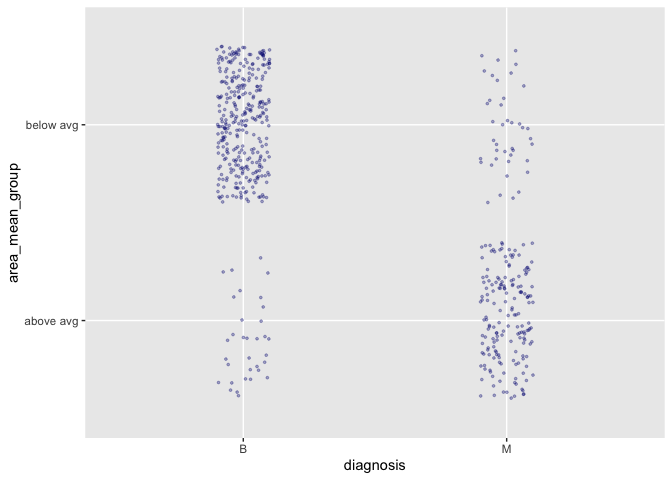 below avg
area_mean_group
above avg
B
M
diagnosis